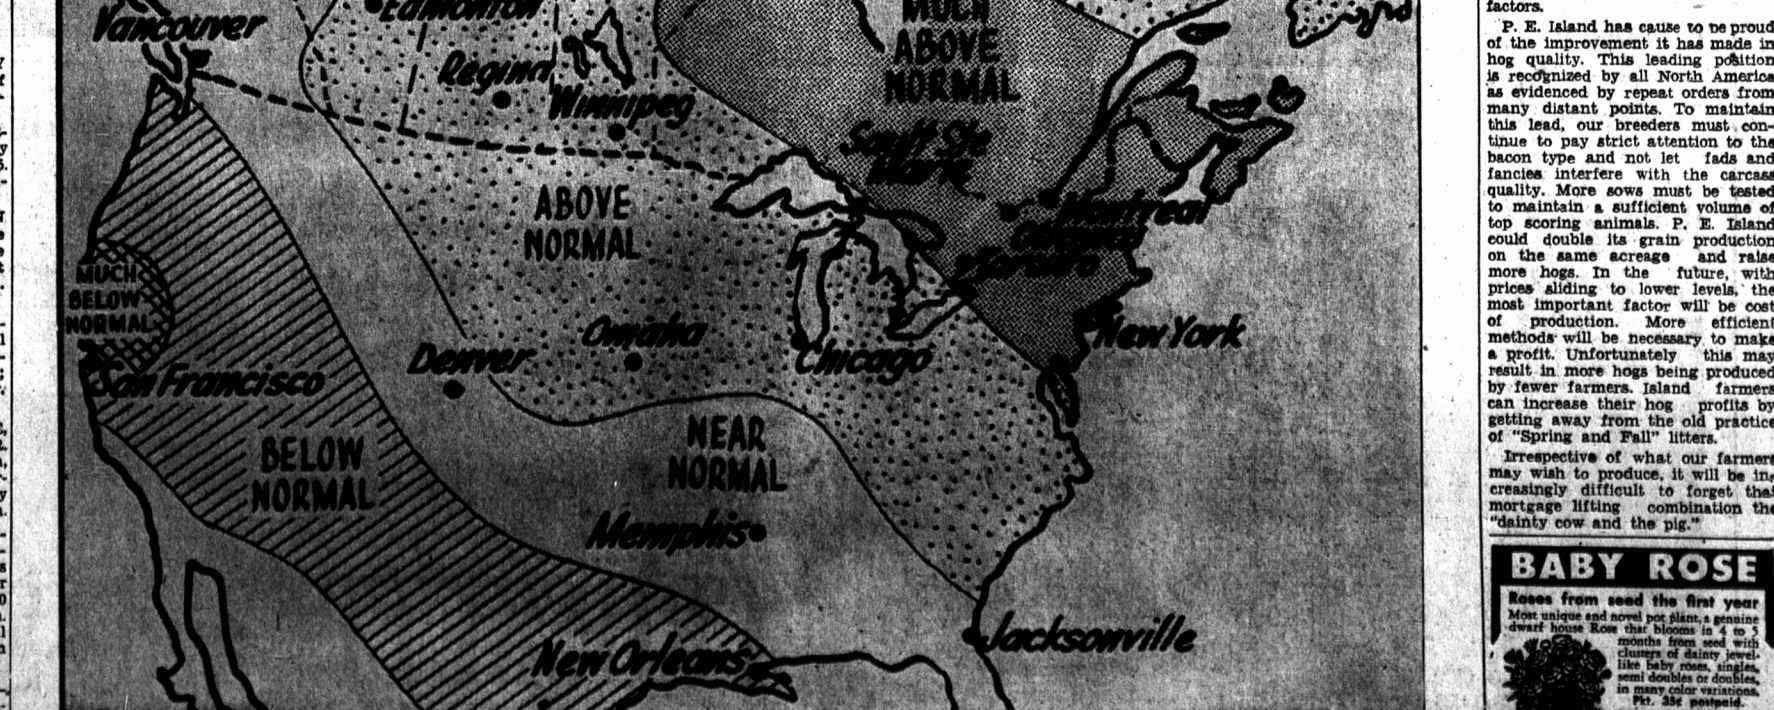 Vancouver
Edmonton
Regina
Winnipeg
MUCH
ABOVE
NORMAL
Montreal
Toronto
ABOVE
NORMAL
MUCH
BELOW
NORMAL
San Francisco
Denver
Omaha
Chicago
New York
BELOW
NORMAL
NEAR
NORMAL
Memphis
New Orleans
Jacksonville
factors.
P. E. Island has cause to be proud
of the improvement it has made in
hog quality. This leading position
is recognized by all North America
as evidenced by repeat orders from
many distant points. To maintain
this lead, our breeders must con-
tinue to pay strict attention to the
bacon type and not let fads and
fancies interfere with the carcass
quality. More sows must be tested
to maintain a sufficient volume of
top scoring animals. P. E. Island
could double its grain production
on the same acreage and raise
more hogs. In the future, with
prices sliding to lower levels, the
most important factor will be cost
of production. More efficient
methods will be necessary to make
a profit. Unfortunately this may
result in more hogs being produced
by fewer farmers. Island farmers
can increase their hog profits by
getting away from the old practice
of "Spring and Fall" litters.
Irrespective of what our farmers
may wish to produce, it will be in-
creasingly difficult to forget that
mortgage lifting combination the
"dainty cow and the pig."
BABY ROSE
Roses from seed the first year
Most unique and novel pot plant, a genuine
dwarf house Rose that blooms in 4 to 5
months from seed with
clusters of dainty jewel-
like baby roses, singles,
semi doubles or doubles,
in many color variations.
Pkt. 35¢ postpaid.